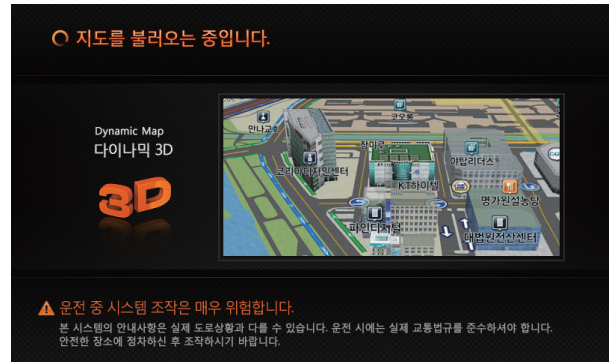 지도를 불러오는 중입니다.
Dynamic Map
다이나믹 3D
3D
코오롱
만나교회
장미로
야탑리더스
코리아디자인센터
KT하이텔
명가원설농탕
파인디지털
대법원전산센터
운전 중 시스템 조작은 매우 위험합니다.
본 시스템의 안내사항은 실제 도로상황과 다를 수 있습니다. 운전 시에는 실제 교통법규를 준수하셔야 합니다.
안전한 장소에 정차하신 후 조작하시기 바랍니다.